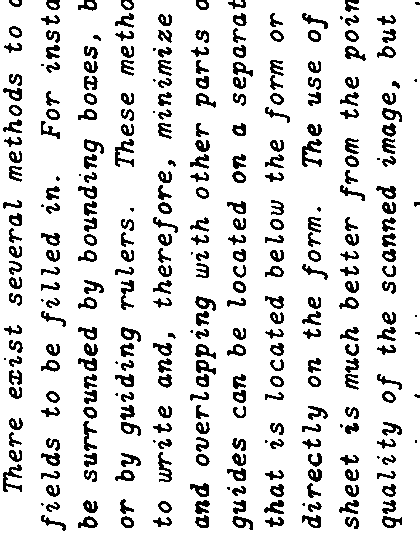 There exist several methods to
fields to be filled in. For insta
be surrounded by bounding boxes, b
or by guiding rulers. These metho
to write and, therefore, minimize
and overlapping with other parts o
guides can be located on a separat
that is located below the form or
directly on the form. The use of
sheet is much better from the poin
quality of the scanned image, but